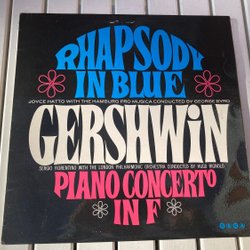 RHAPSODY
IN BLUE
JOYCE HATTO WITH THE HAMBURG PRO MUSICA CONDUCTED BY GEORGE BYRD
GERSHWiN
SERGIO FIORENTINO WITH THE LONDON PHILHARMONIC ORCHESTRA CONDUCTED BY HUGO RIGNOLD
PIANO CONCERTO
IN F